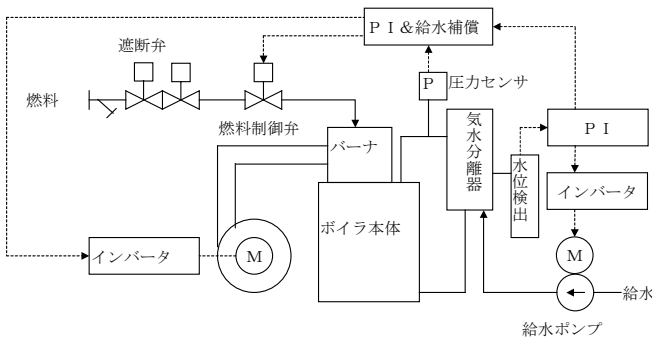 ＰＩ＆給水補償
遮断弁
Ｐ
圧力センサ
燃料
燃料制御弁
バーナ
気水分離器
ＰＩ
水位検出
インバータ
ボイラ本体
インバータ
Ｍ
Ｍ
給水
給水ポンプ